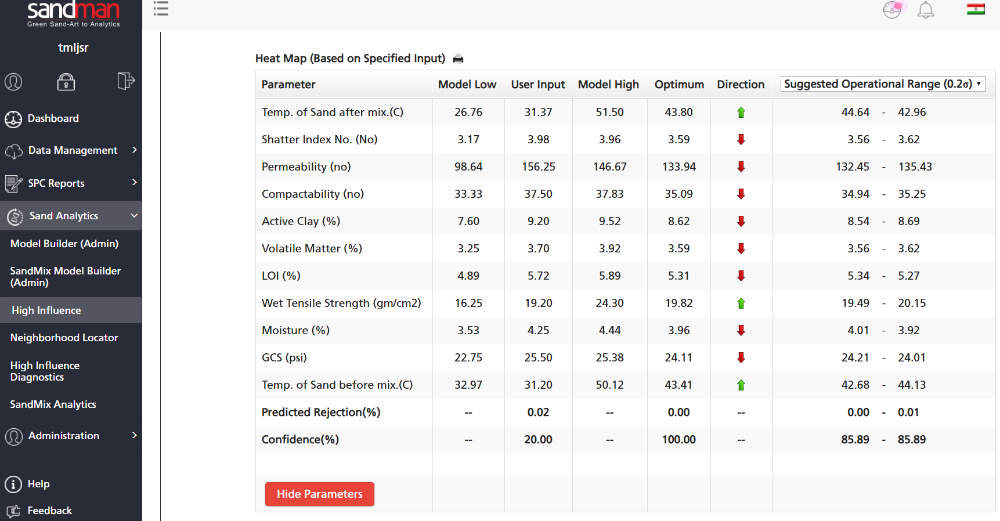 sandman
Green Sand-Art to Analytics
tmljsr
Dashboard
Data Management
SPC Reports
Sand Analytics
Model Builder (Admin)
SandMix Model Builder
(Admin)
High Influence
Neighborhood Locator
High Influence
Diagnostics
SandMix Analytics
Administration
Help
Feedback
Heat Map (Based on Specified Input)
Parameter Model Low User Input Model High Optimum Direction Suggested Operational Range (0.2σ)
Temp. of Sand after mix.(C) 26.76 31.37 51.50 43.80 44.64 - 42.96
Shatter Index No. (No) 3.17 3.98 3.96 3.59 3.56 - 3.62
Permeability (no) 98.64 156.25 146.67 133.94 132.45 - 135.43
Compactability (no) 33.33 37.50 37.83 35.09 34.94 - 35.25
Active Clay (%) 7.60 9.20 9.52 8.62 8.54 - 8.69
Volatile Matter (%) 3.25 3.70 3.92 3.59 3.56 - 3.62
LOI (%) 4.89 5.72 5.89 5.31 5.34 - 5.27
Wet Tensile Strength (gm/cm2) 16.25 19.20 24.30 19.82 19.49 - 20.15
Moisture (%) 3.53 4.25 4.44 3.96 4.01 - 3.92
GCS (psi) 22.75 25.50 25.38 24.11 24.21 - 24.01
Temp. of Sand before mix.(C) 32.97 31.20 50.12 43.41 42.68 - 44.13
Predicted Rejection(%) -- 0.02 -- 0.00 -- 0.00 - 0.01
Confidence(%) -- 20.00 -- 100.00 -- 85.89 - 85.89
Hide Parameters